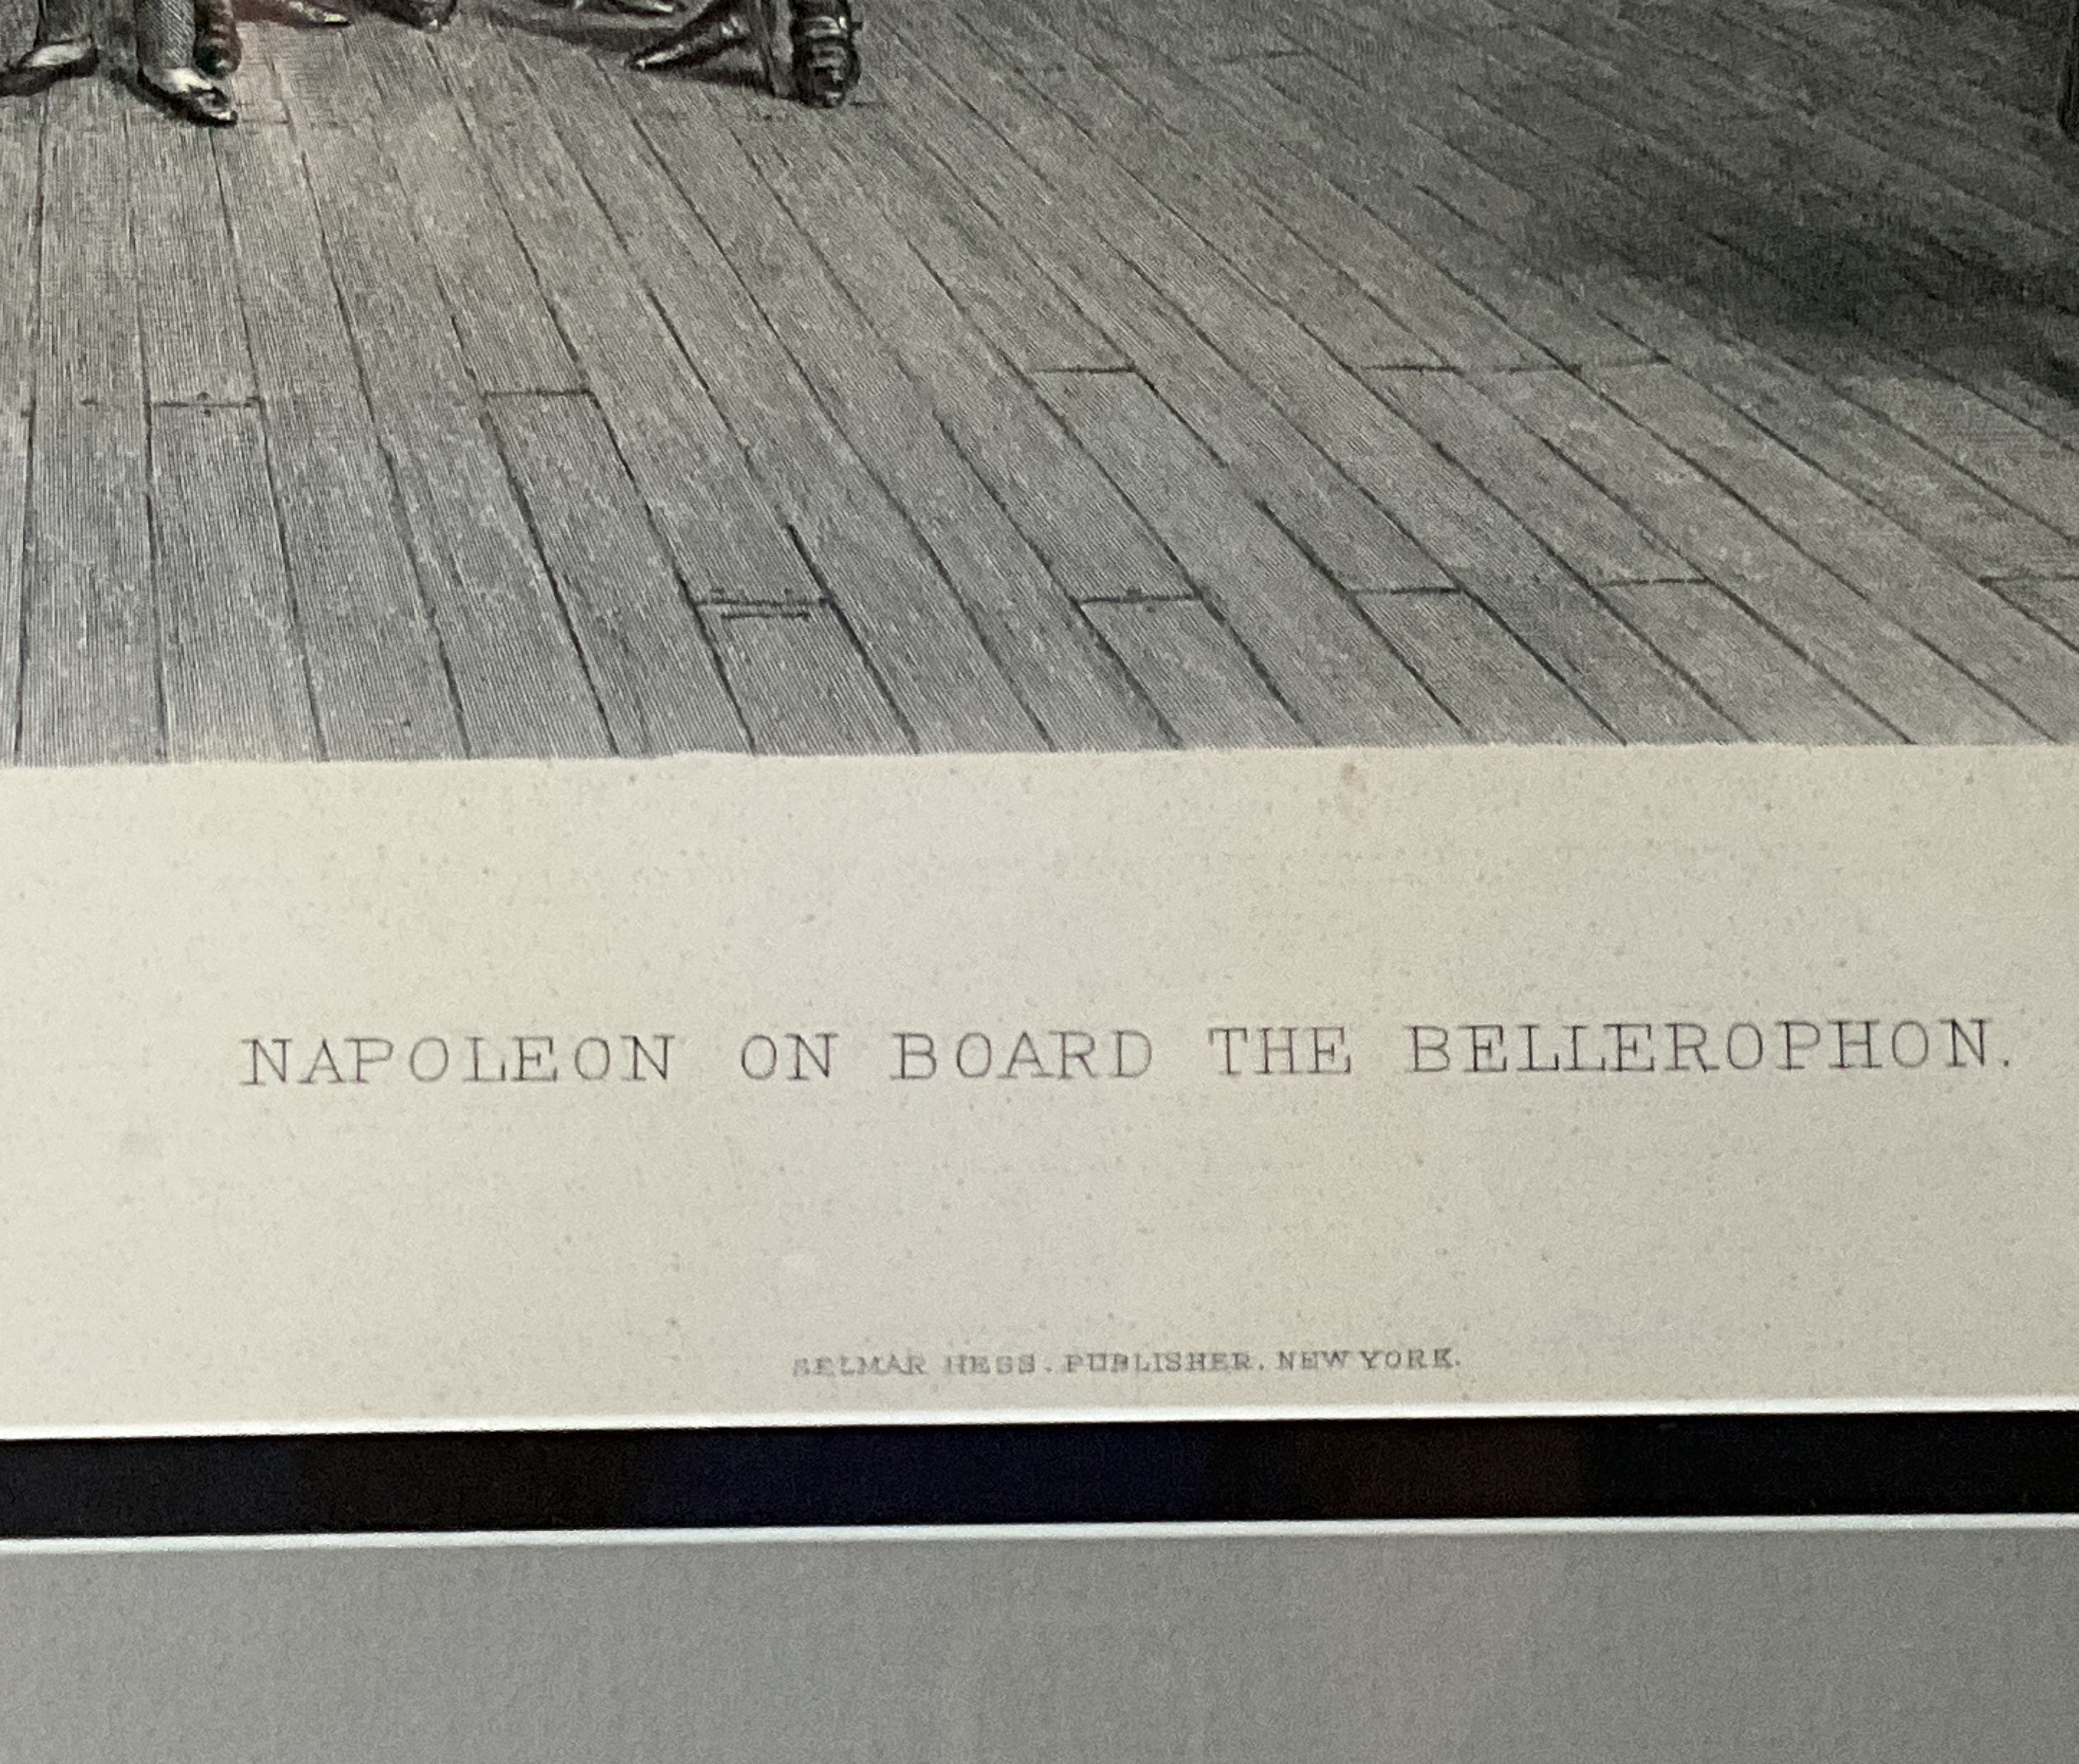 NAPOLEON ON BOARD THE BELLEROPHON.
SELMAR HESS. PUBLISHER. NEW YORK.